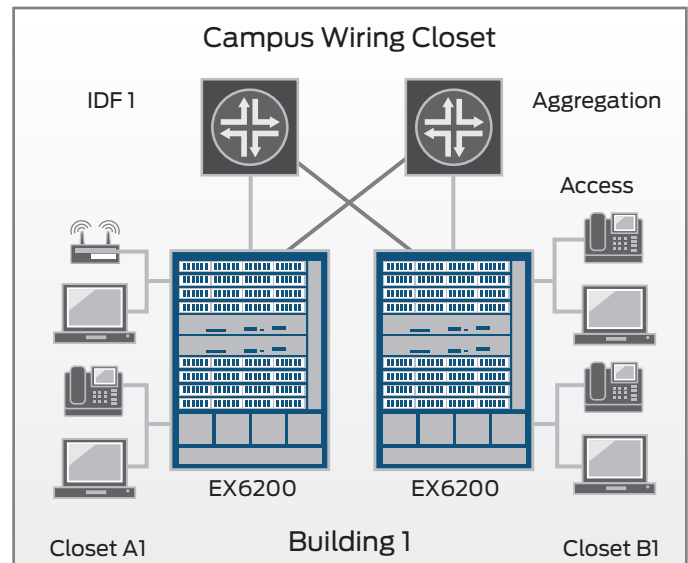 Campus Wiring Closet
IDF 1
Aggregation
Access
EX6200
EX6200
Closet A1
Building 1
Closet B1